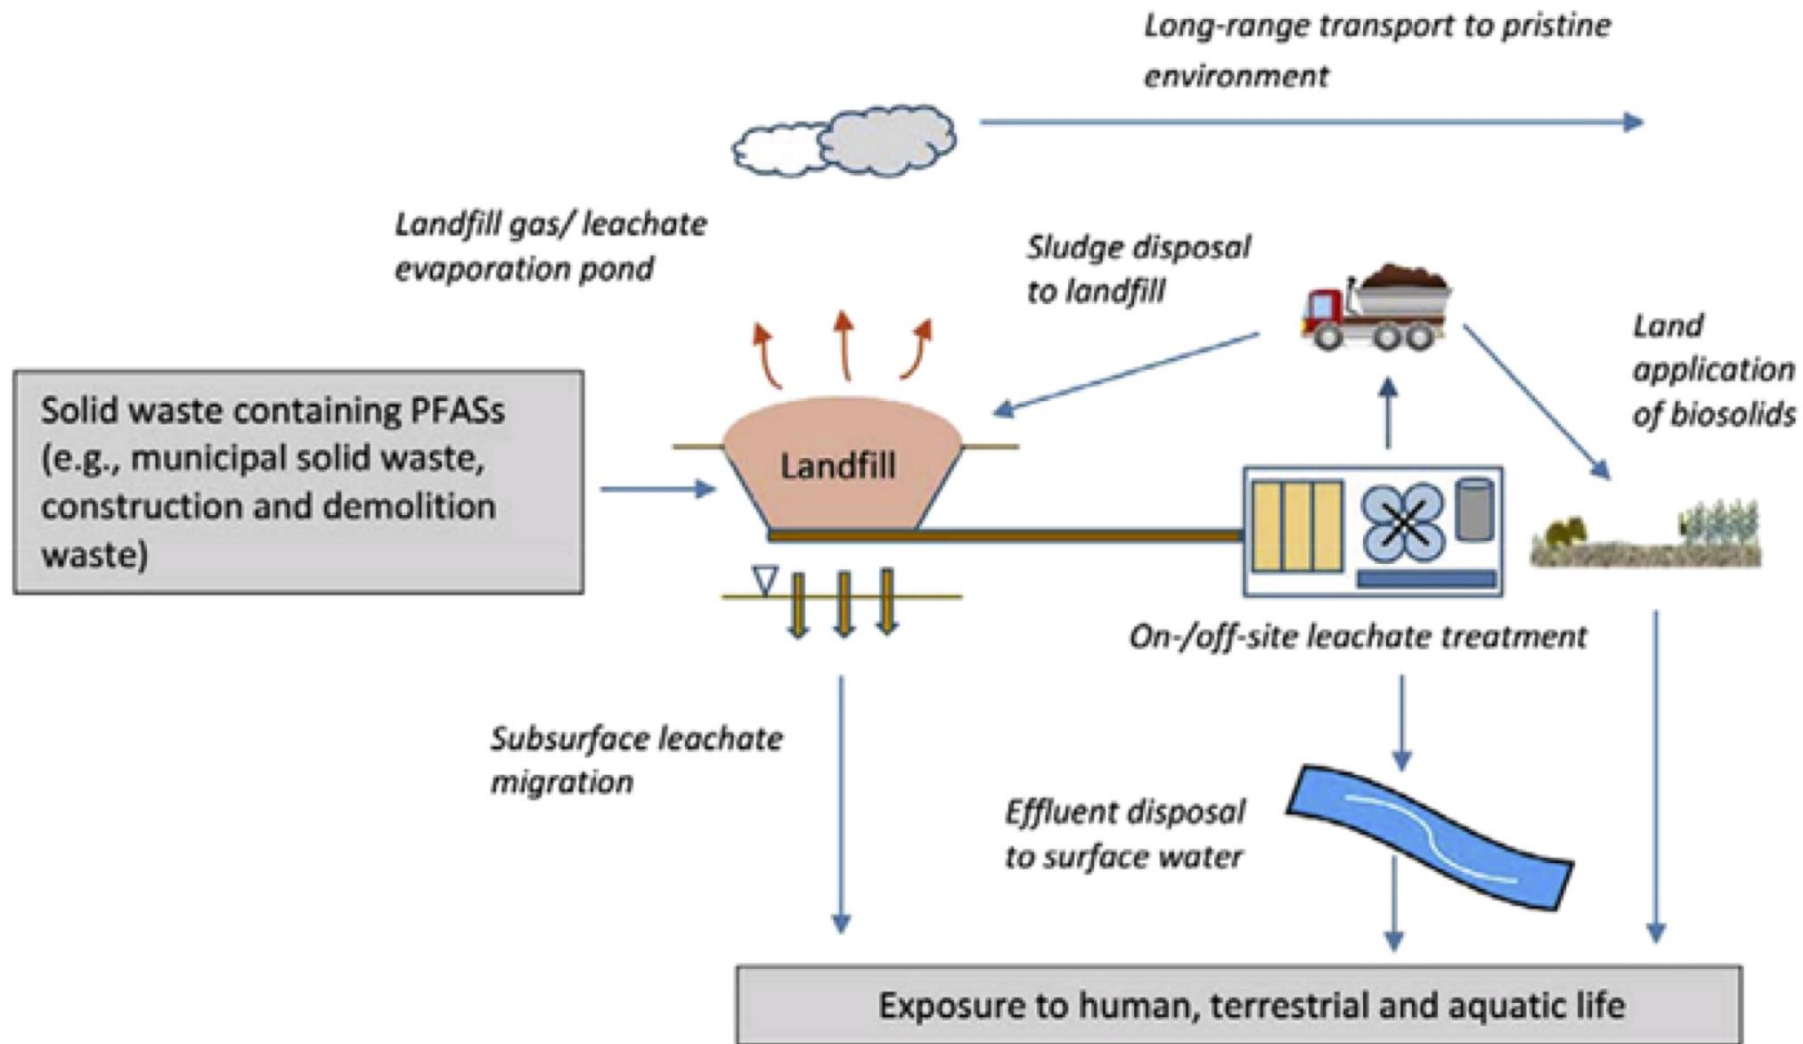 Long-range transport to pristine
environment
Landfill gas/ leachate
evaporation pond
Sludge disposal
to landfill
Land
application
of biosolids
Solid waste containing PFASs
(e.g., municipal solid waste,
construction and demolition
waste)
Landfill
On-/off-site leachate treatment
Subsurface leachate
migration
Effluent disposal
to surface water
Exposure to human, terrestrial and aquatic life